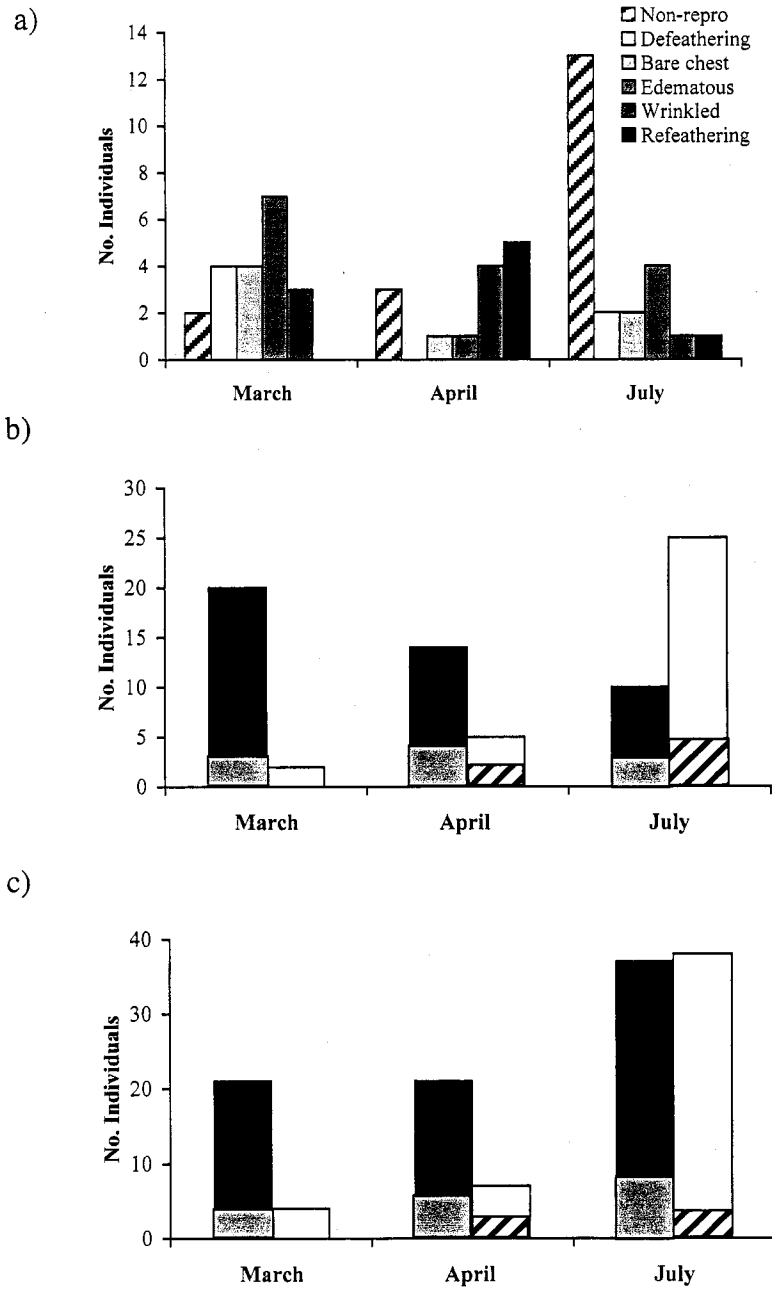 a)
Non-repro
Defeathering
Bare chest
Edematous
Wrinkled
Refeathering
14
12
10
8
6
4
2
0
No. Individuals
March April July
b)
30
25
20
15
10
5
0
No. Individuals
March April July
c)
40
30
20
10
0
No. Individuals
March April July